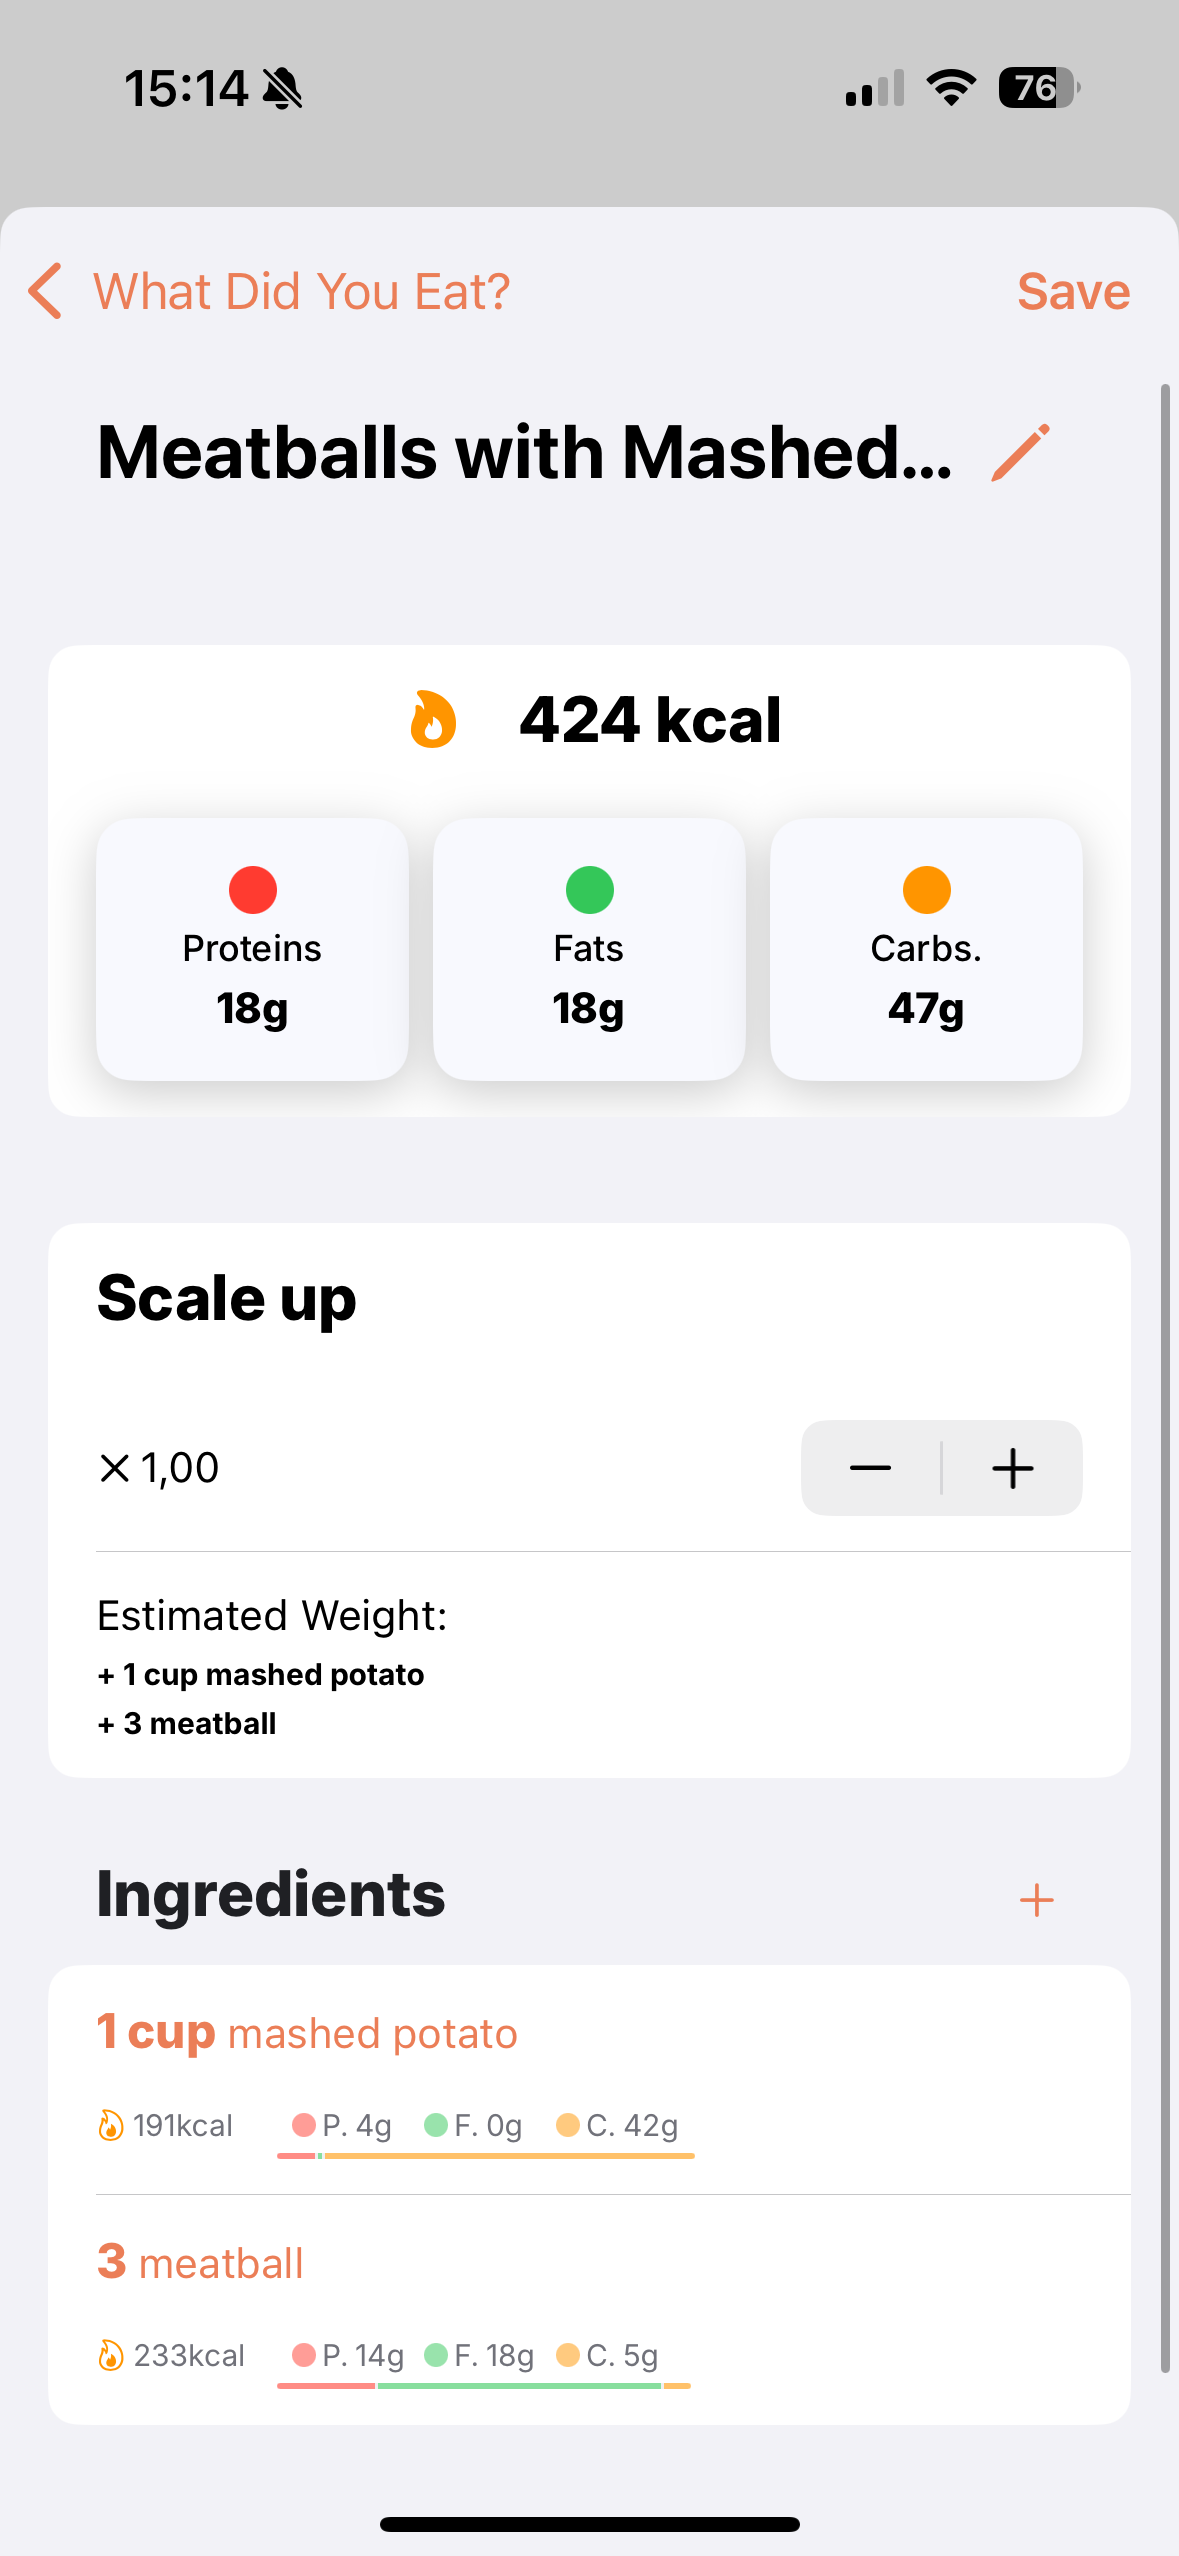 15:14
76
What Did You Eat?
Save
Meatballs with Mashed...
424 kcal
Proteins
18g
Fats
18g
Carbs.
47g
Scale up
× 1,00
Estimated Weight:
+ 1 cup mashed potato
+ 3 meatball
Ingredients
1 cup mashed potato
191kcal P. 4g F. 0g C. 42g
3 meatball
233kcal P. 14g F. 18g C. 5g